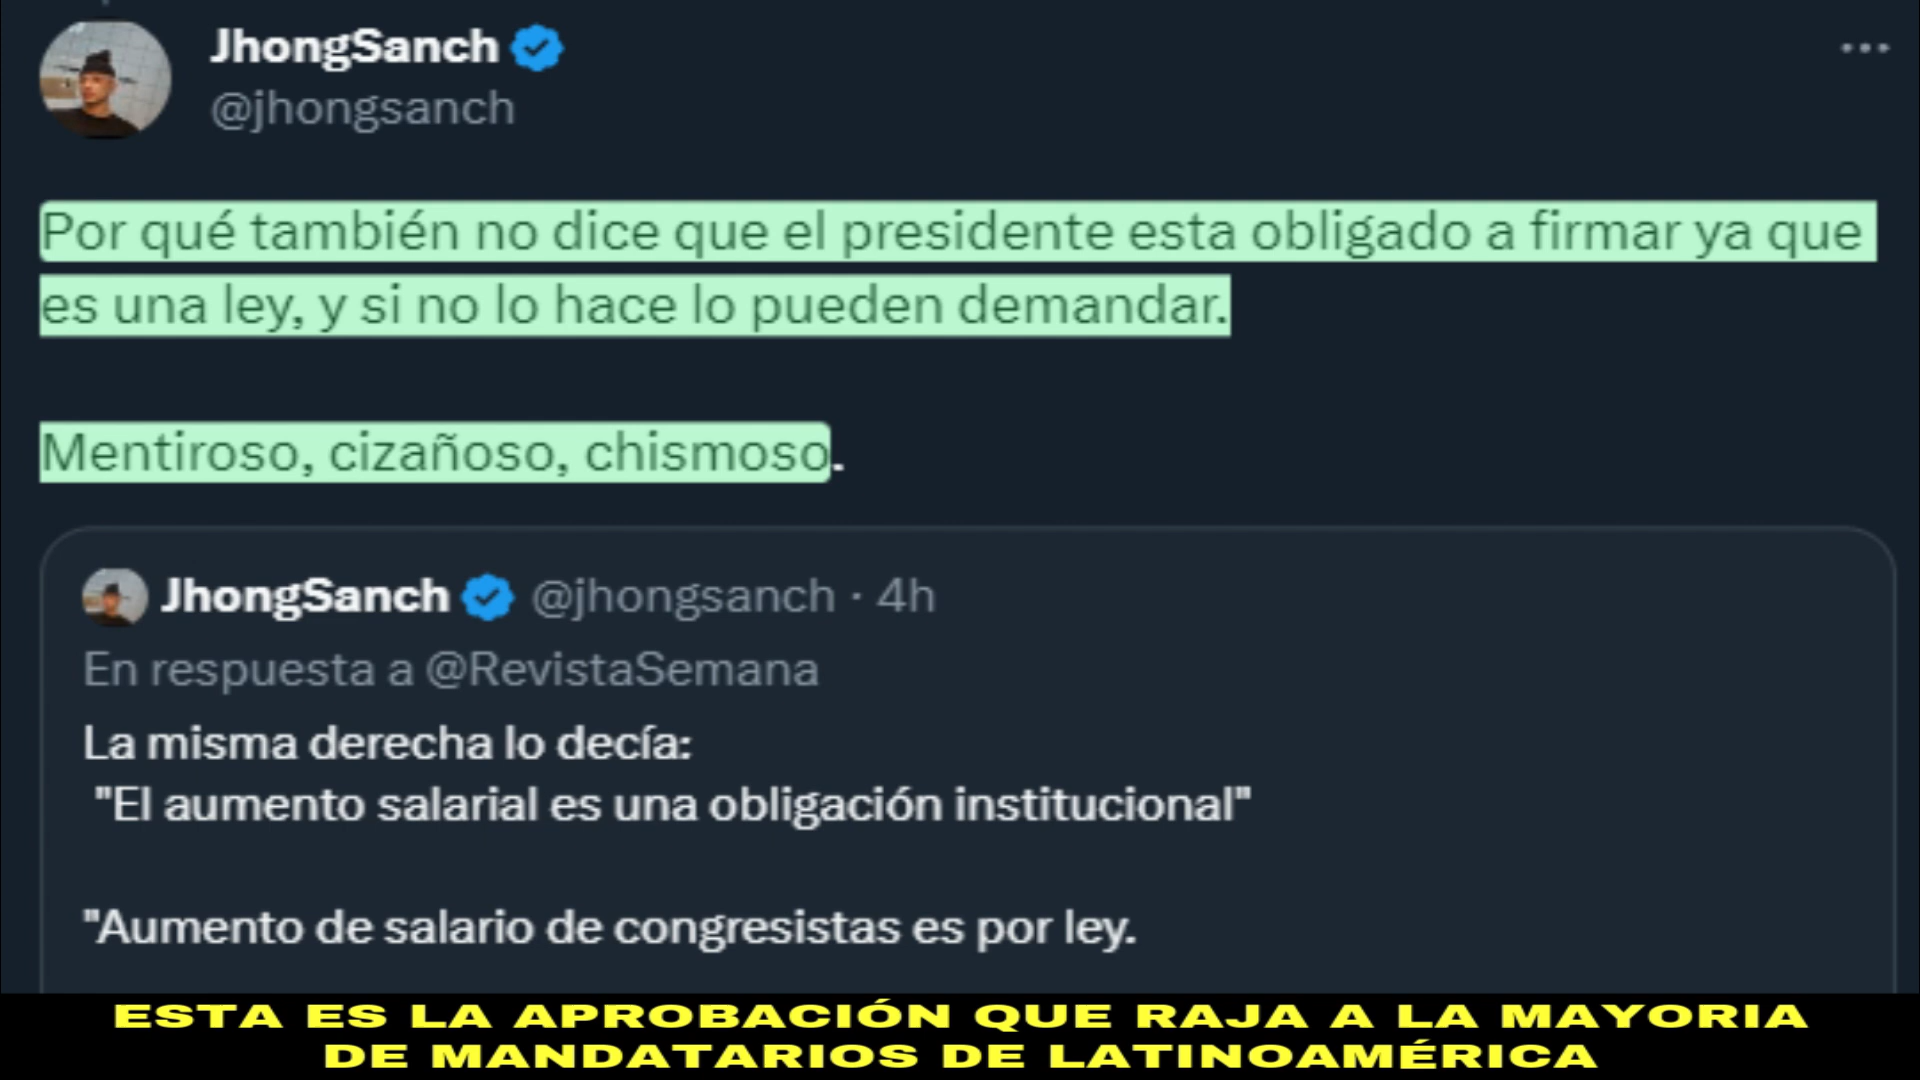 JhongSanch
@jhongsanch
Por qué también no dice que el presidente esta obligado a firmar ya que
es una ley, y si no lo hace lo pueden demandar.
Mentiroso, cizañoso, chismoso.
JhongSanch @jhongsanch · 4h
En respuesta a @RevistaSemana
La misma derecha lo decía:
"El aumento salarial es una obligación institucional"
"Aumento de salario de congresistas es por ley.
ESTA ES LA APROBACIÓN QUE RAJA A LA MAYORIA
DE MANDATARIOS DE LATINOAMÉRICA